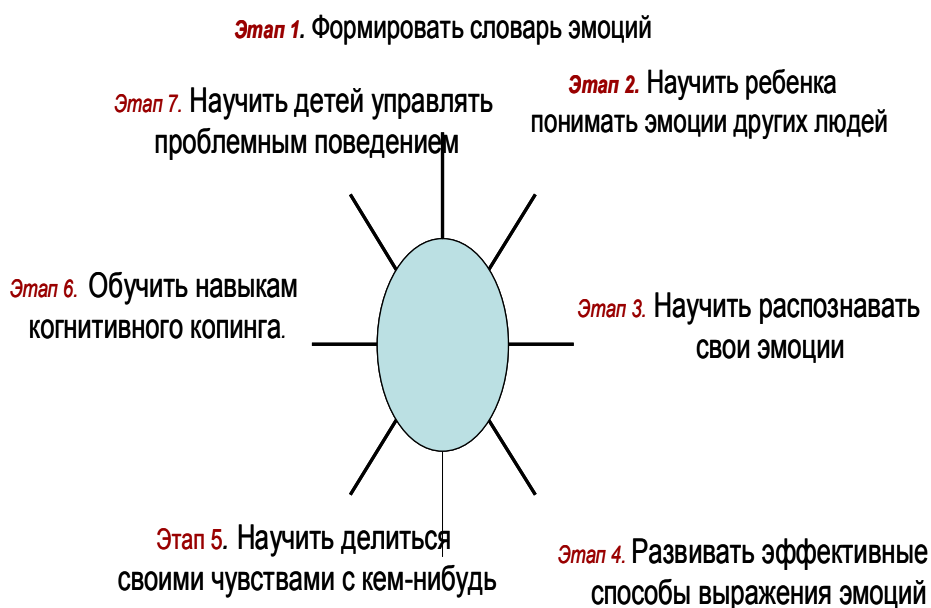 Этап 1. Формировать словарь эмоций
Этап 2. Научить ребенка
понимать эмоции других людей
Этап 3. Научить распознавать
свои эмоции
Этап 4. Развивать эффективные
способы выражения эмоций
Этап 5. Научить делиться
своими чувствами с кем-нибудь
Этап 6. Обучить навыкам
когнитивного копинга.
Этап 7. Научить детей управлять
проблемным поведением